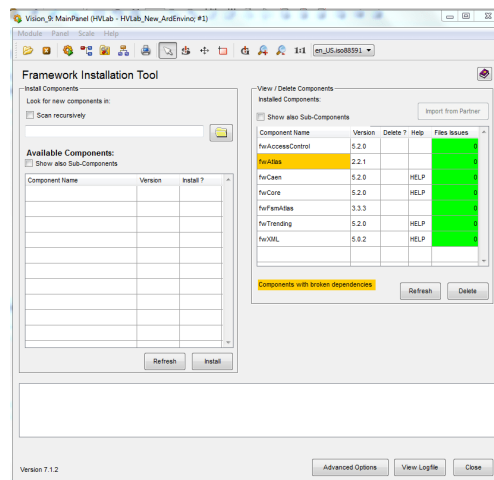 Vision_9: MainPanel (HVLab - HVLab_New_ArdEnvino; #1)
Module Panel Scale Help
1:1 en_US.iso88591
Framework Installation Tool
Install Components
Look for new components in:
Scan recursively
Available Components:
Show also Sub-Components
Component Name Version Install ?
Refresh Install
View / Delete Components
Installed Components:
Import from Partner
Show also Sub-Components
Component Name Version Delete ? Help Files Issues
fwAccessControl 5.2.0 0
fwAtlas 2.2.1 0
fwCaen 5.2.0 HELP 0
fwCore 5.2.0 HELP 0
fwFsmAtlas 3.3.3 0
fwTrending 5.2.0 HELP 0
fwXML 5.0.2 HELP 0
Components with broken dependencies
Refresh Delete
Version 7.1.2
Advanced Options View Logfile Close